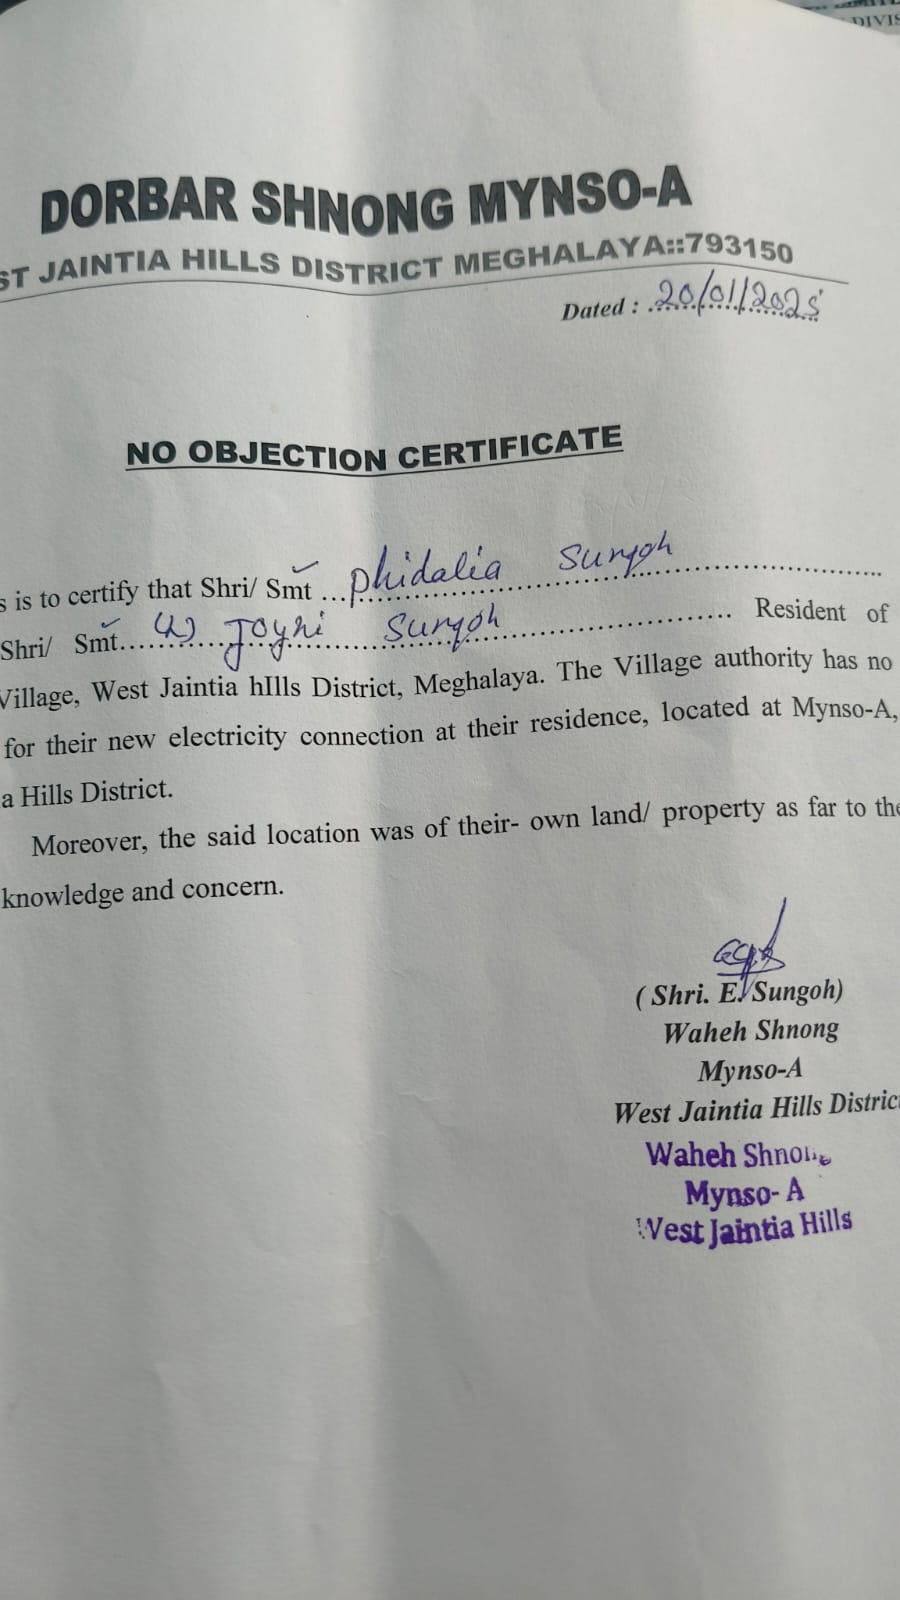 DIVIS
DORBAR SHNONG MYNSO-A
ST JAINTIA HILLS DISTRICT MEGHALAYA::793150
Dated : 20/01/2025
NO OBJECTION CERTIFICATE
s is to certify that Shri/ Smt ... Phidalia Sungoh
Shri/ Smt.... (L) Joyni Sungoh ............ Resident of
Village, West Jaintia hIlls District, Meghalaya. The Village authority has no
for their new electricity connection at their residence, located at Mynso-A,
a Hills District.
Moreover, the said location was of their- own land/ property as far to the
knowledge and concern.
( Shri. E. Sungoh)
Waheh Shnong
Mynso-A
West Jaintia Hills District
Waheh Shnong
Mynso- A
West Jaintia Hills